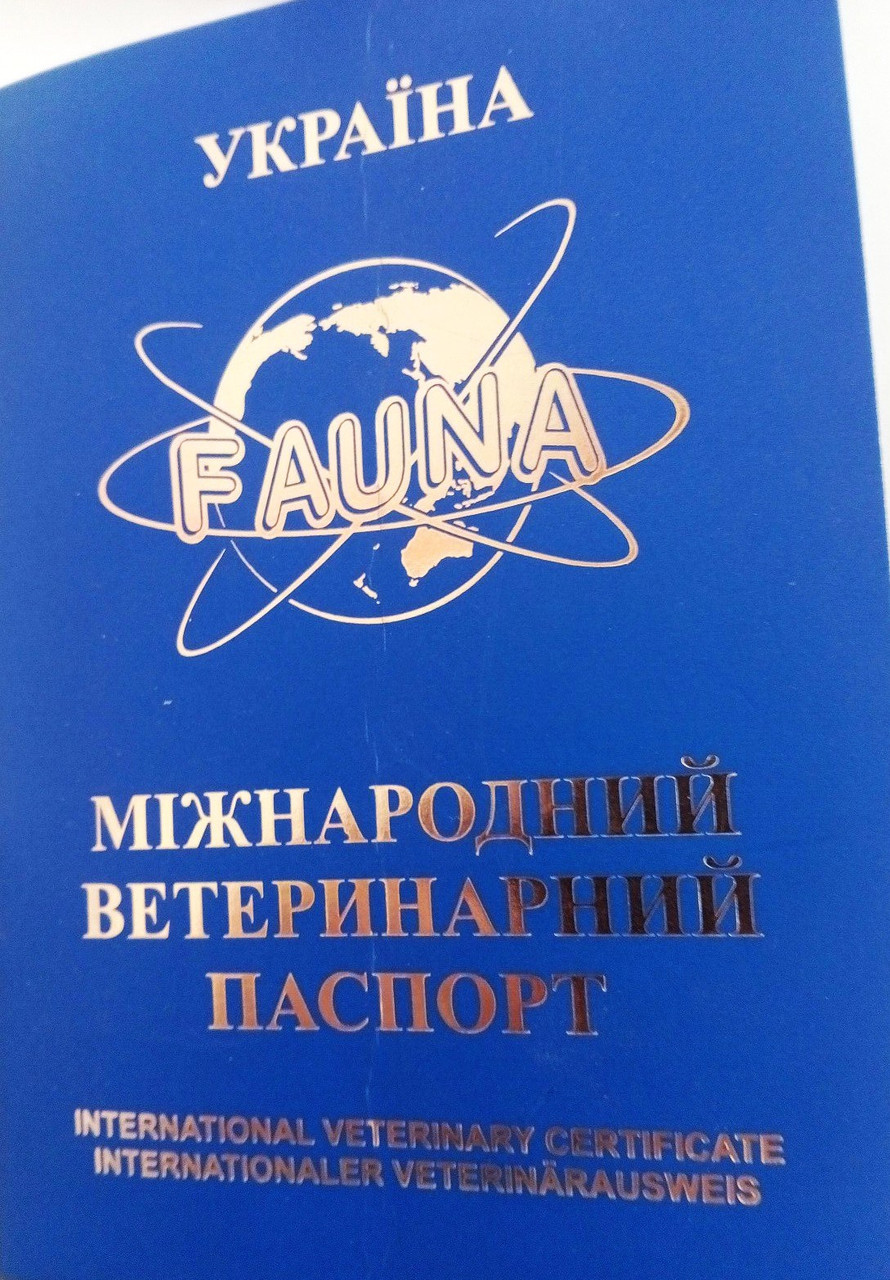 УКРАЇНА
FAUNA
МІЖНАРОДНИЙ
ВЕТЕРИНАРНИЙ
ПАСПОРТ
INTERNATIONAL VETERINARY CERTIFICATE
INTERNATIONALER VETERINÄRAUSWEIS